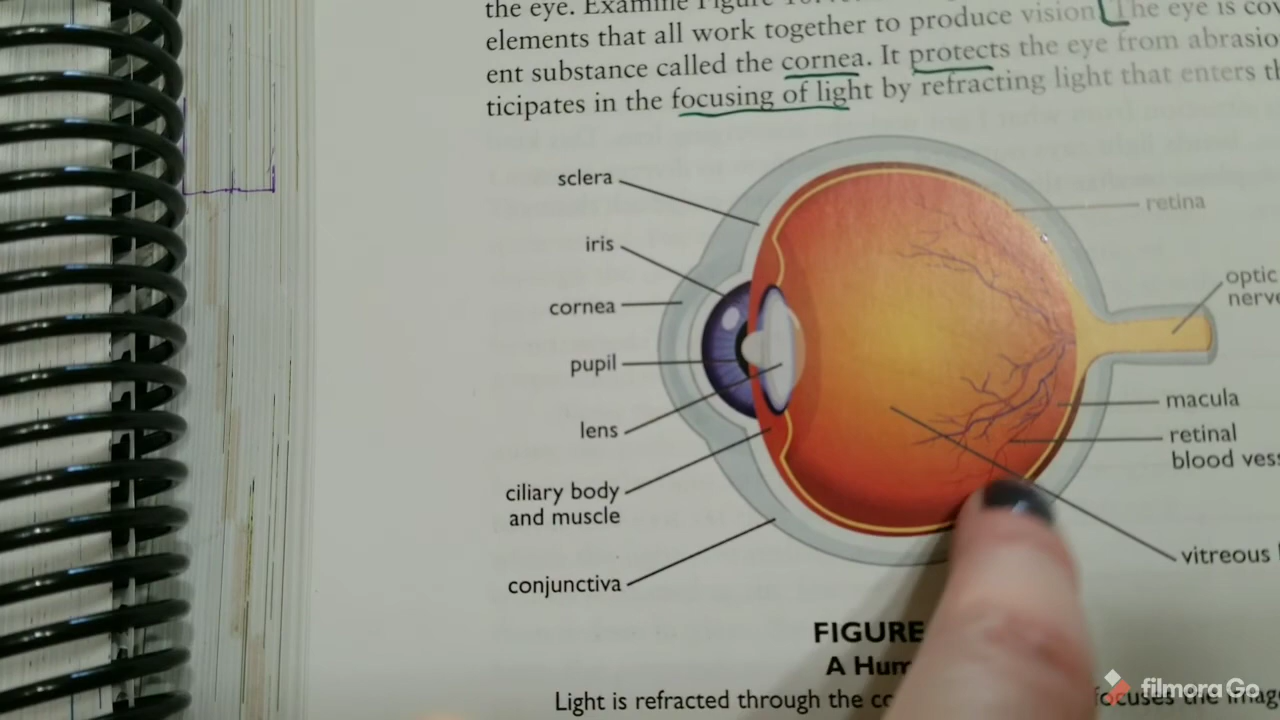 the eye. Examine Figure
elements that all work together to produce vision The eye is cov
ent substance called the cornea. It protects the eye from abrasio
ticipates in the focusing of light by refracting light that enters th
sclera
retina
iris
optic
nerve
cornea
pupil
macula
lens
retinal
blood vess
ciliary body
and muscle
vitreous
conjunctiva
FIGURE
A Hum
Light is refracted through the co
focuses the imag
filmora Go